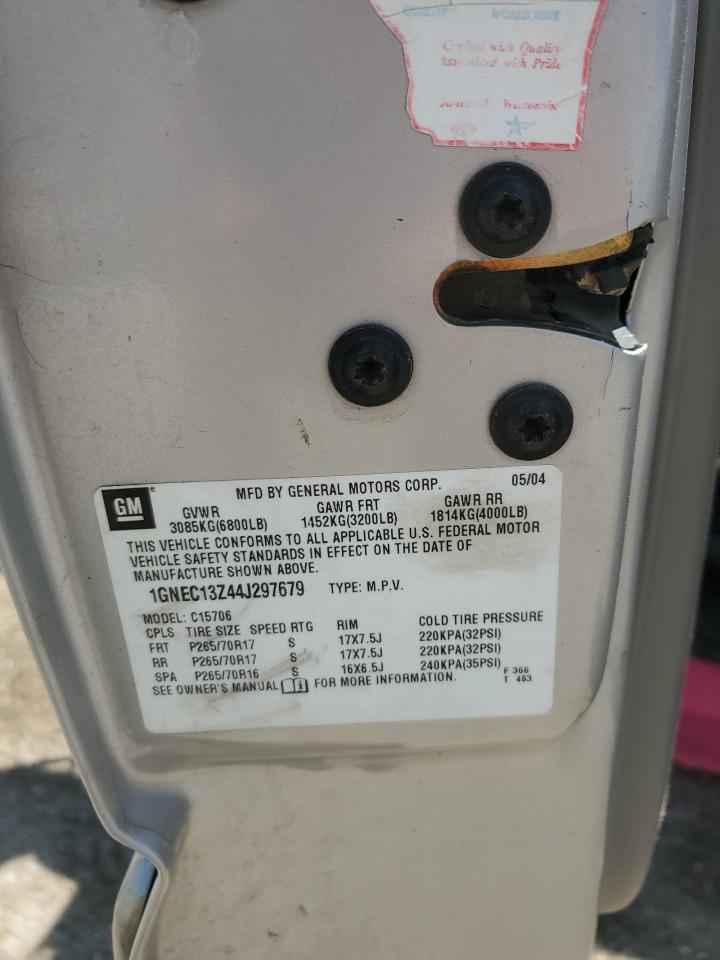 Crafted with Quality
Assembled with Pride
Janesville, Wisconsin
GM
MFD BY GENERAL MOTORS CORP. 05/04
GVWR GAWR FRT GAWR RR
3085KG(6800LB) 1452KG(3200LB) 1814KG(4000LB)
THIS VEHICLE CONFORMS TO ALL APPLICABLE U.S. FEDERAL MOTOR
VEHICLE SAFETY STANDARDS IN EFFECT ON THE DATE OF
MANUFACTURE SHOWN ABOVE.
1GNEC13Z44J297679 TYPE: M.P.V.
MODEL: C15706
CPLS TIRE SIZE SPEED RTG RIM COLD TIRE PRESSURE
FRT P265/70R17 S 17X7.5J 220KPA(32PSI)
RR P265/70R17 S 17X7.5J 220KPA(32PSI)
SPA P265/70R16 S 16X6.5J 240KPA(35PSI)
SEE OWNER'S MANUAL FOR MORE INFORMATION.
F 366
T 483